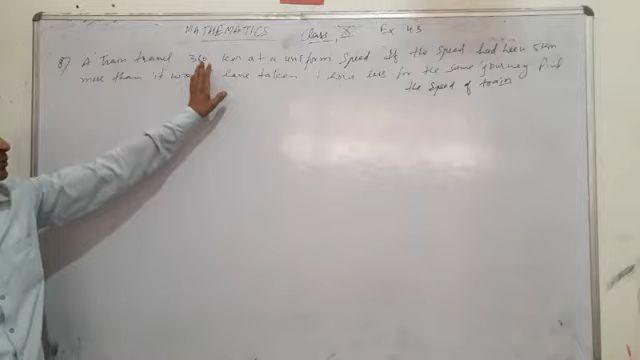 MATHEMATICS Class X Ex 4.3
8) A Train travel 360 km at a uniform speed If the speed had been 5km
more than it wo have taken 1 hour less for the same journey Find
the speed of train